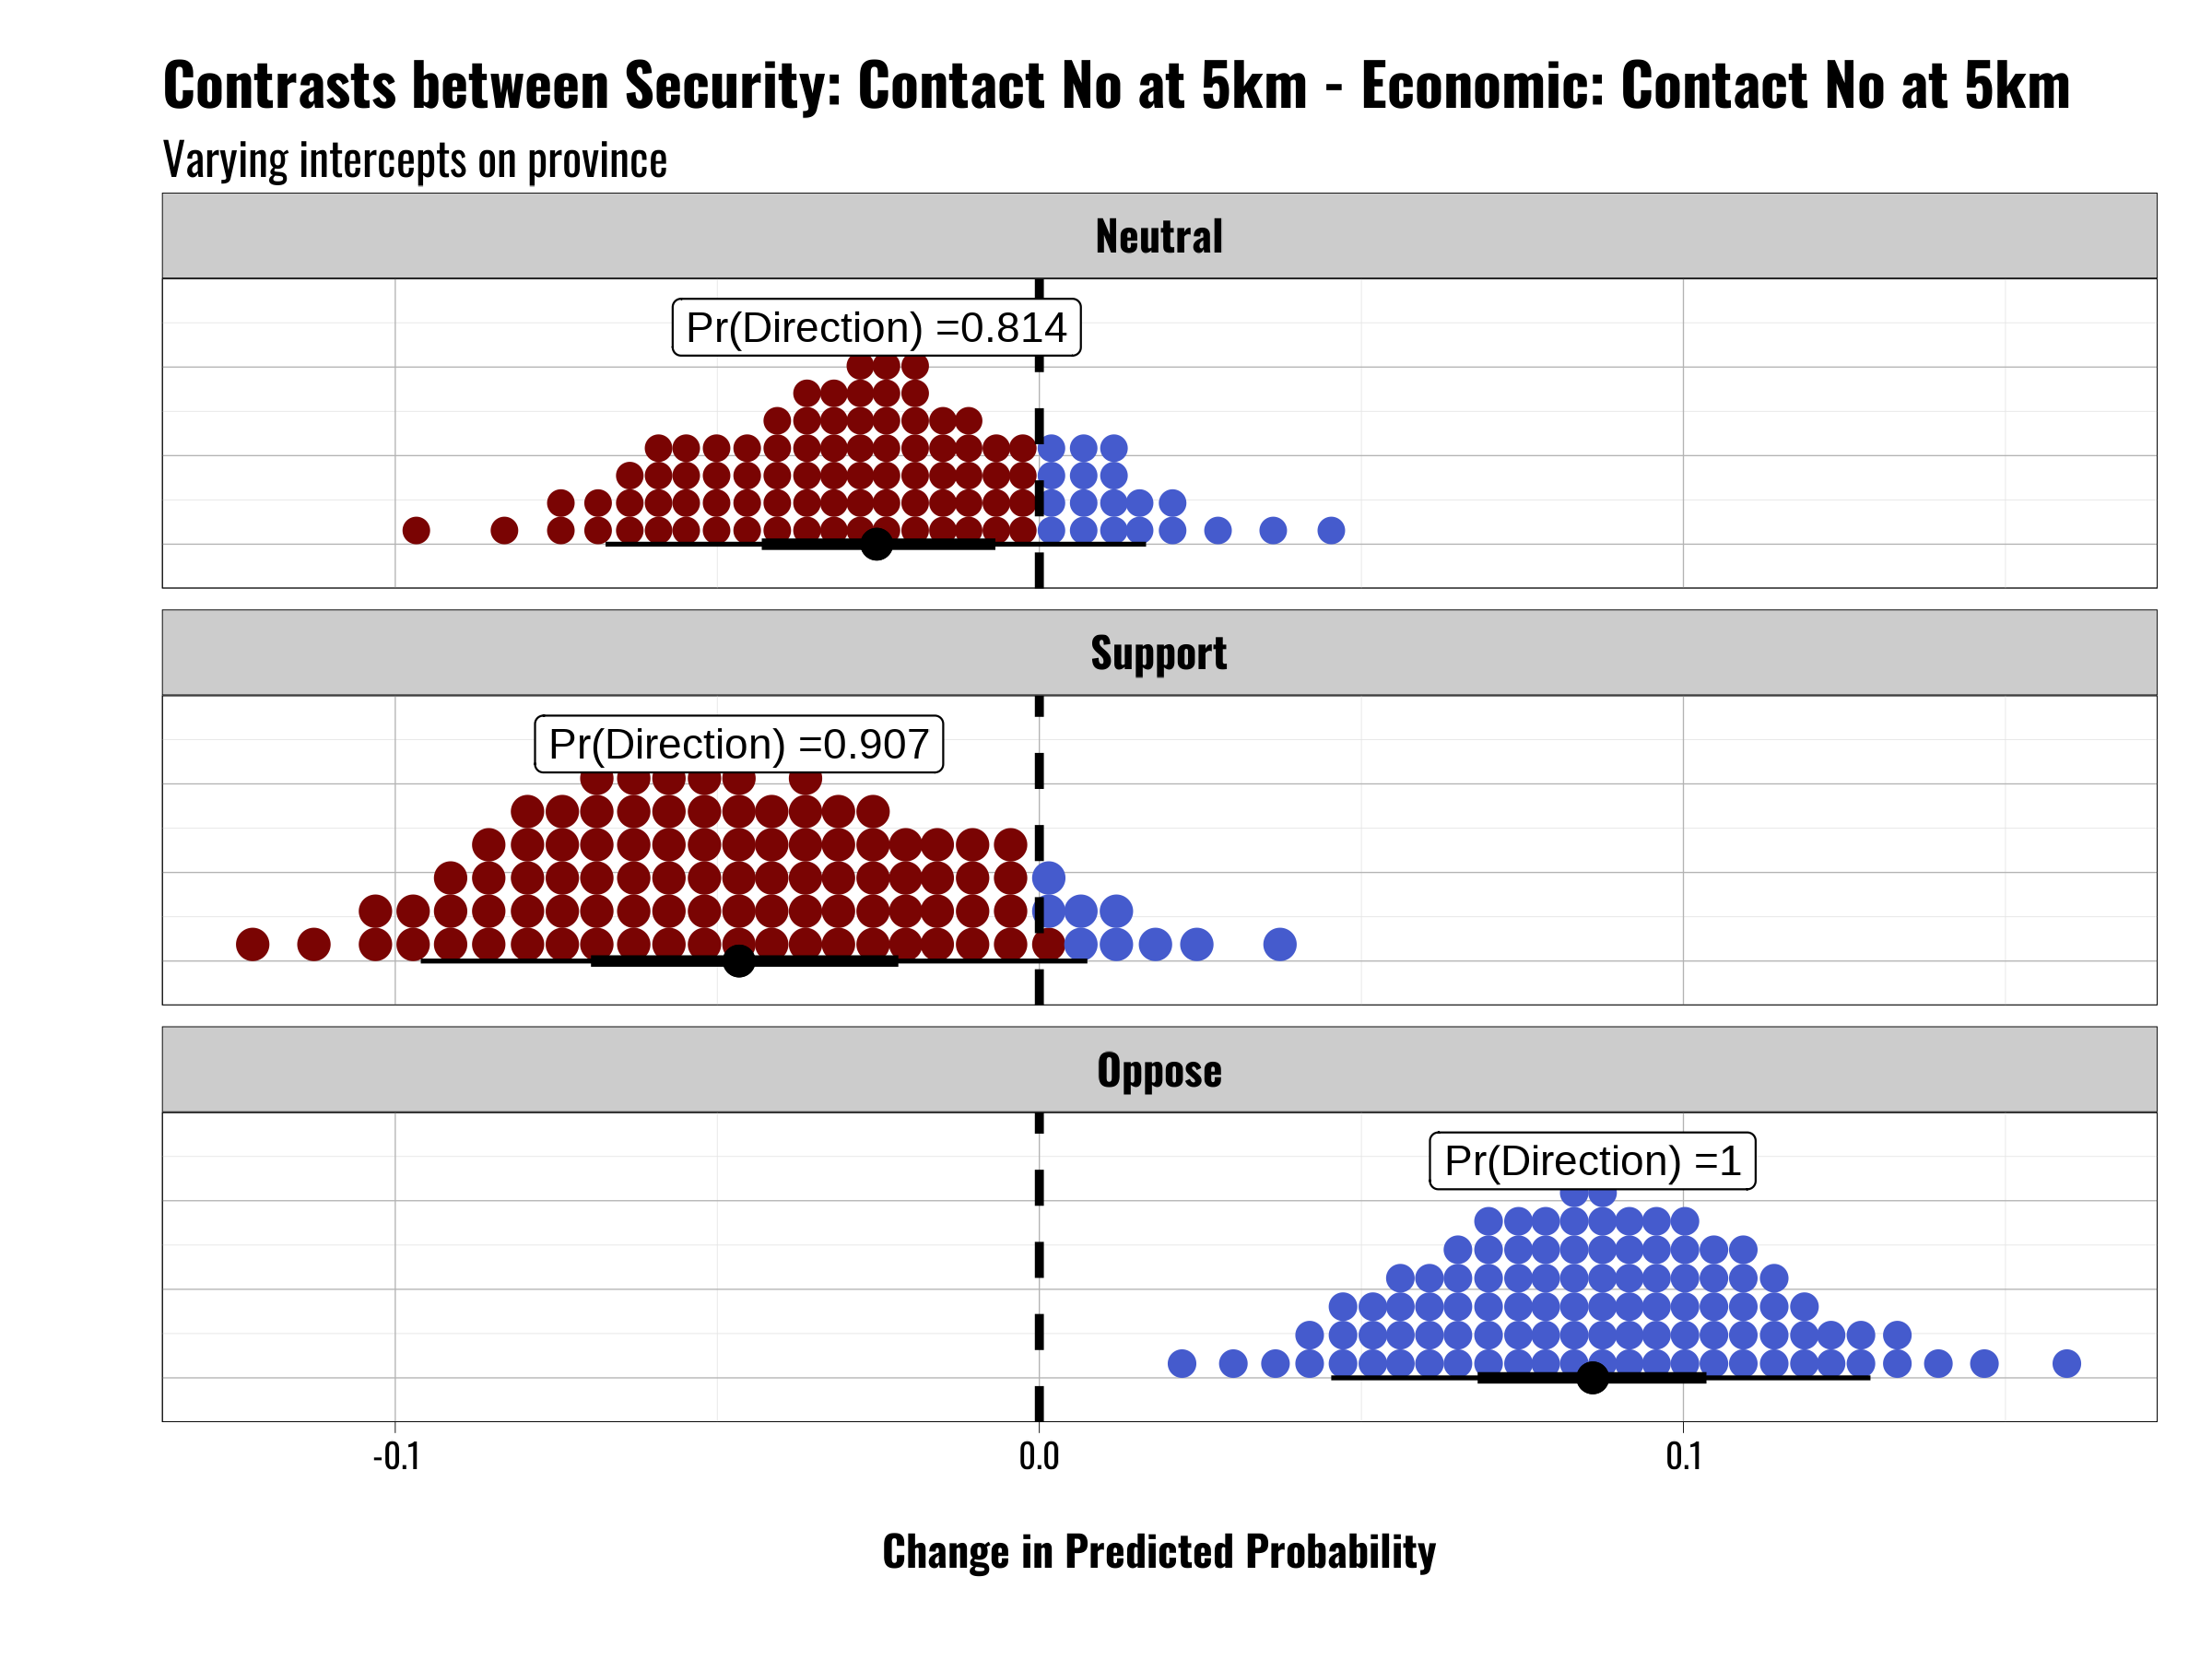 Contrasts between Security: Contact No at 5km - Economic: Contact No at 5km
Varying intercepts on province
Neutral
Pr(Direction) =0.814
Support
Pr(Direction) =0.907
Oppose
Pr(Direction) =1
-0.1 0.0 0.1
Change in Predicted Probability